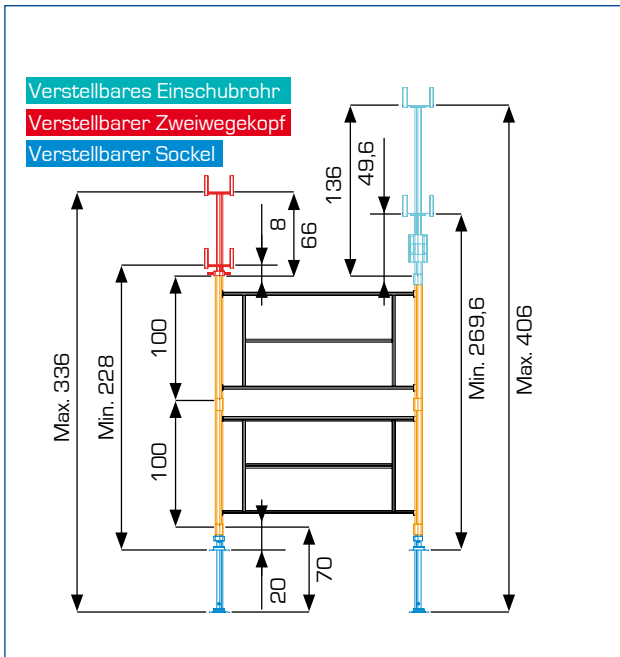 Verstellbares Einschubrohr
Verstellbarer Zweiwegekopf
Verstellbarer Sockel
136
49,6
8
66
100
100
Max. 336
Min. 228
Min. 269,6
Max. 406
20
70